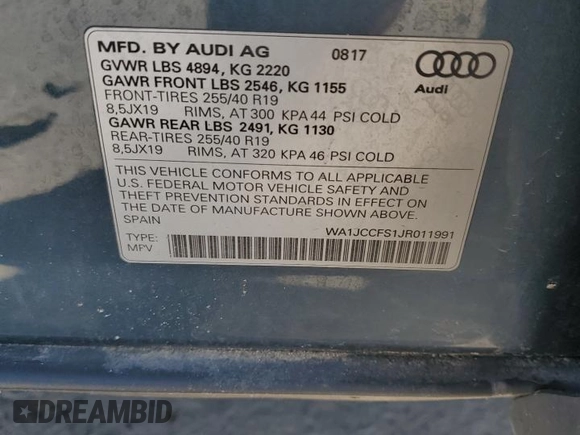 MFD. BY AUDI AG 0817
GVWR LBS 4894, KG 2220
GAWR FRONT LBS 2546, KG 1155
FRONT-TIRES 255/40 R19
8,5JX19 RIMS, AT 300 KPA 44 PSI COLD
GAWR REAR LBS 2491, KG 1130
REAR-TIRES 255/40 R19
8,5JX19 RIMS, AT 320 KPA 46 PSI COLD
Audi
THIS VEHICLE CONFORMS TO ALL APPLICABLE
U.S. FEDERAL MOTOR VEHICLE SAFETY AND
THEFT PREVENTION STANDARDS IN EFFECT ON
THE DATE OF MANUFACTURE SHOWN ABOVE.
SPAIN
WA1JCCFS1JR011991
TYPE:
MPV
DREAMBID